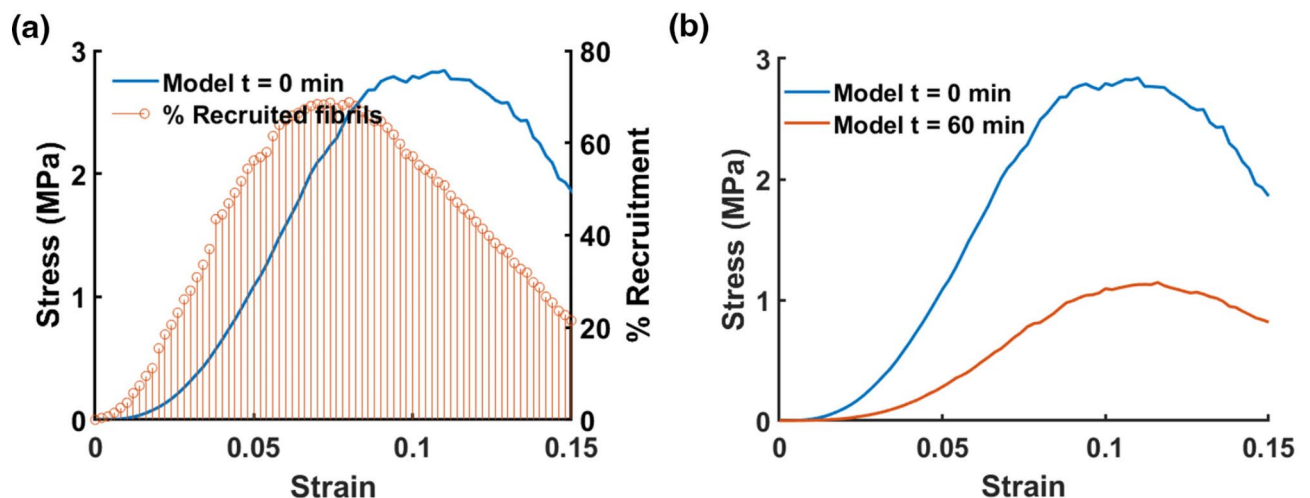 (a)
3
2
1
0
Stress (MPa)
Model t = 0 min
% Recruited fibrils
80
60
40
20
0
% Recruitment
0
0.05
0.1
0.15
Strain
(b)
3
2
1
0
Stress (MPa)
Model t = 0 min
Model t = 60 min
0
0.05
0.1
0.15
Strain